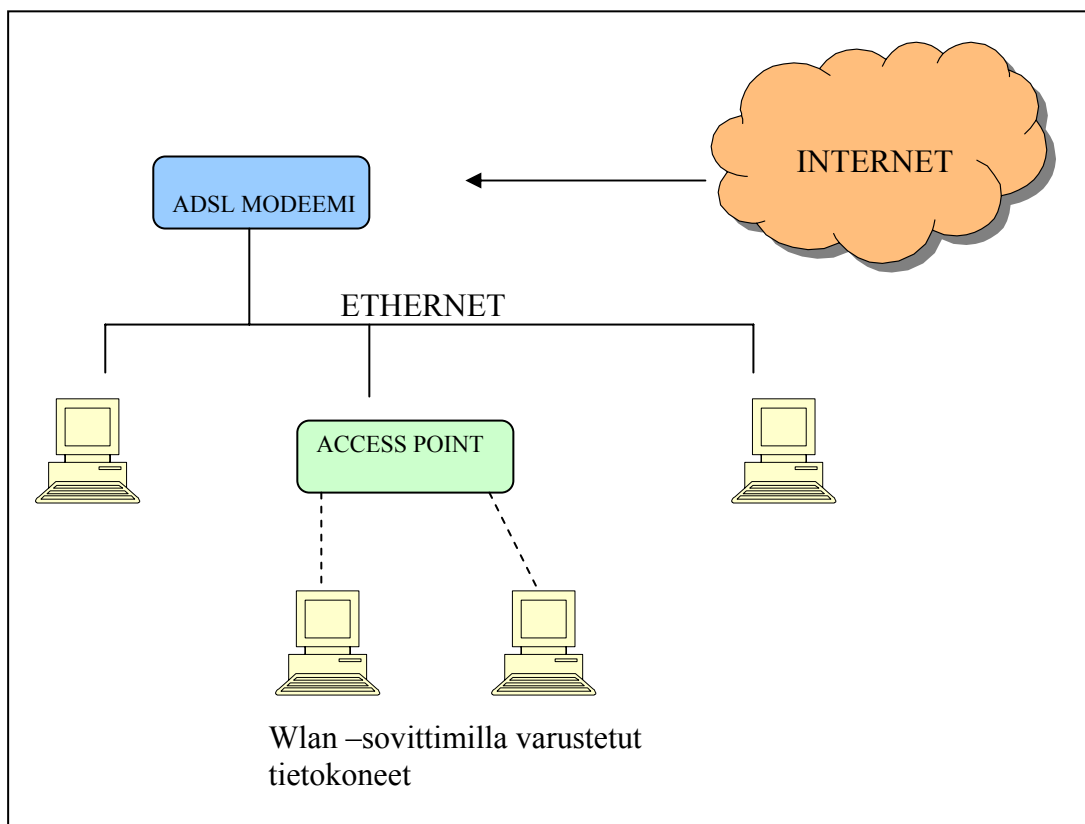 INTERNET
ADSL MODEEMI
ETHERNET
ACCESS POINT
Wlan –sovittimilla varustetut
tietokoneet